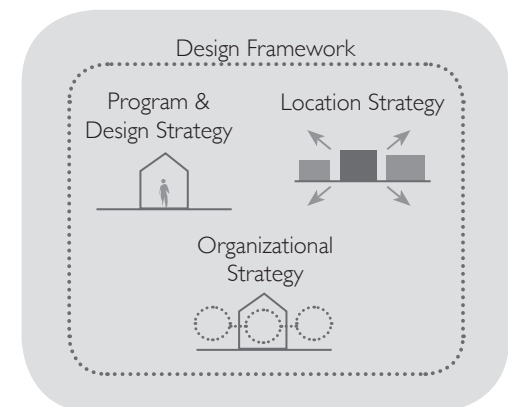 Design Framework
Program &
Design Strategy
Location Strategy
Organizational
Strategy